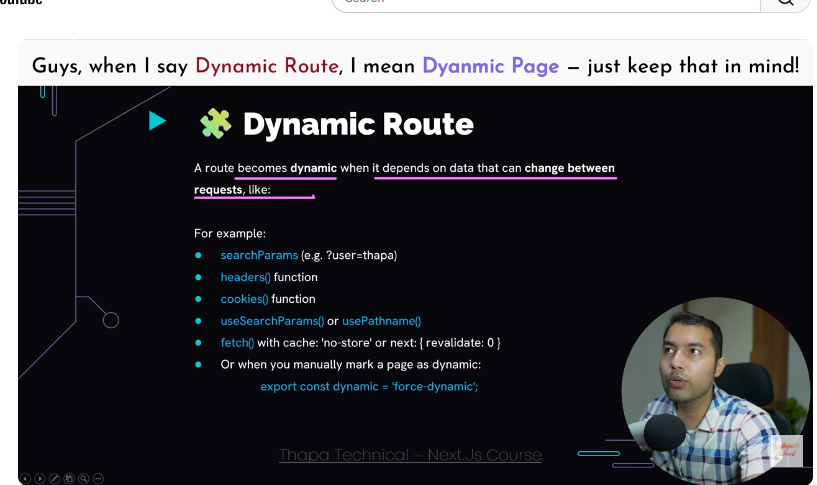 Search
Guys, when I say Dynamic Route, I mean Dyanmic Page – just keep that in mind!
Dynamic Route
A route becomes dynamic when it depends on data that can change between
requests, like:
For example:
searchParams (e.g. ?user=thapa)
headers() function
cookies() function
useSearchParams() or usePathname()
fetch() with cache: 'no-store' or next: { revalidate: 0 }
Or when you manually mark a page as dynamic:
export const dynamic = 'force-dynamic';
Thapa Technical – Next.Js Course